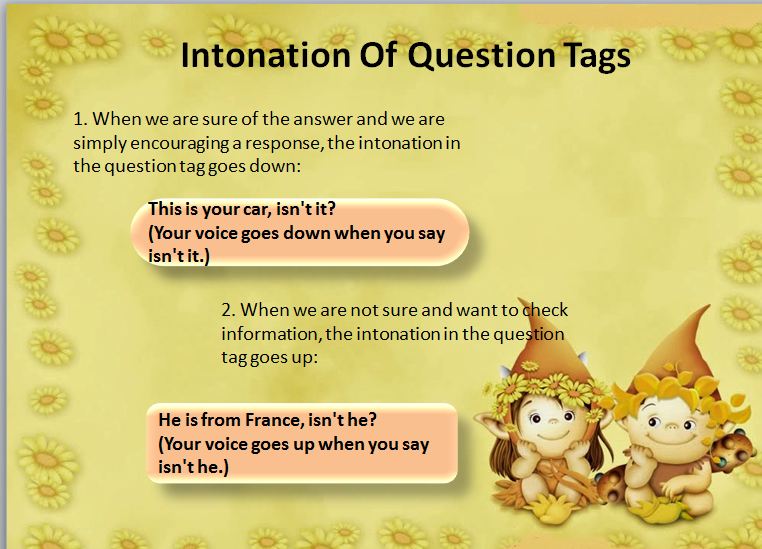 Intonation Of Question Tags
1. When we are sure of the answer and we are
simply encouraging a response, the intonation in
the question tag goes down:
This is your car, isn't it?
(Your voice goes down when you say
isn't it.)
2. When we are not sure and want to check
information, the intonation in the question
tag goes up:
He is from France, isn't he?
(Your voice goes up when you say
isn't he.)